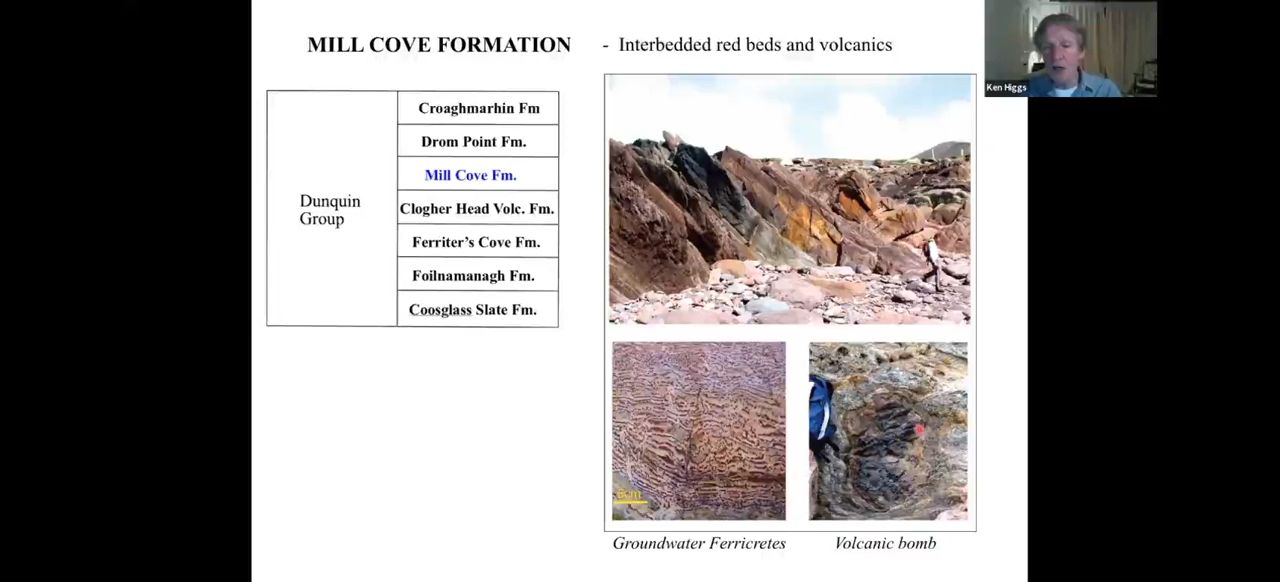 MILL COVE FORMATION - Interbedded red beds and volcanics
Ken Higgs
Dunquin
Group
Croaghmarhin Fm
Drom Point Fm.
Mill Cove Fm.
Clogher Head Volc. Fm.
Ferriter's Cove Fm.
Foilnamanagh Fm.
Coosglass Slate Fm.
8cm
Groundwater Ferricretes
Volcanic bomb